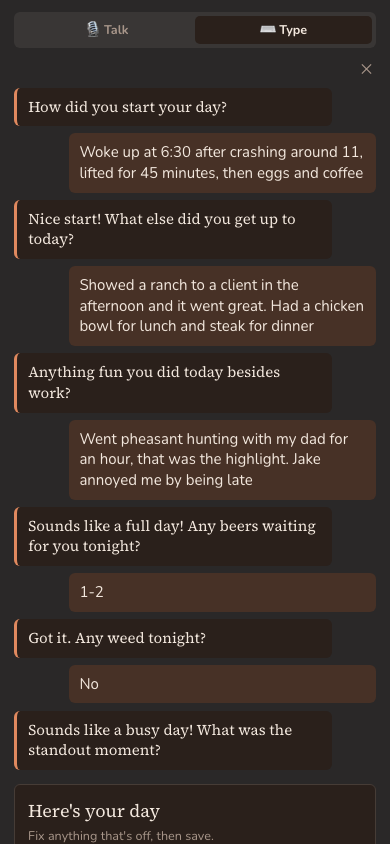 Talk
Type
How did you start your day?
Woke up at 6:30 after crashing around 11,
lifted for 45 minutes, then eggs and coffee
Nice start! What else did you get up to
today?
Showed a ranch to a client in the
afternoon and it went great. Had a chicken
bowl for lunch and steak for dinner
Anything fun you did today besides
work?
Went pheasant hunting with my dad for
an hour, that was the highlight. Jake
annoyed me by being late
Sounds like a full day! Any beers waiting
for you tonight?
1-2
Got it. Any weed tonight?
No
Sounds like a busy day! What was the
standout moment?
Here's your day
Fix anything that's off, then save.